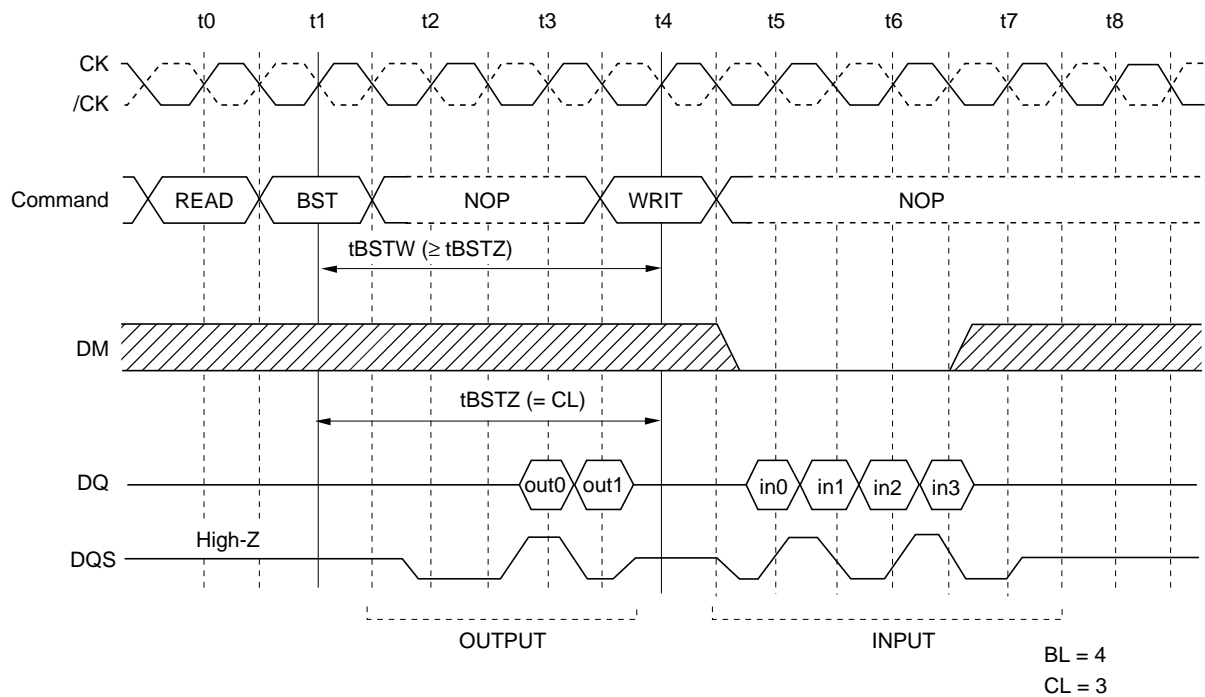 t0 t1 t2 t3 t4 t5 t6 t7 t8
CK
/CK
Command READ BST NOP WRIT NOP
tBSTW (≥ tBSTZ)
DM
tBSTZ (= CL)
DQ out0 out1 in0 in1 in2 in3
High-Z
DQS
OUTPUT INPUT
BL = 4
CL = 3